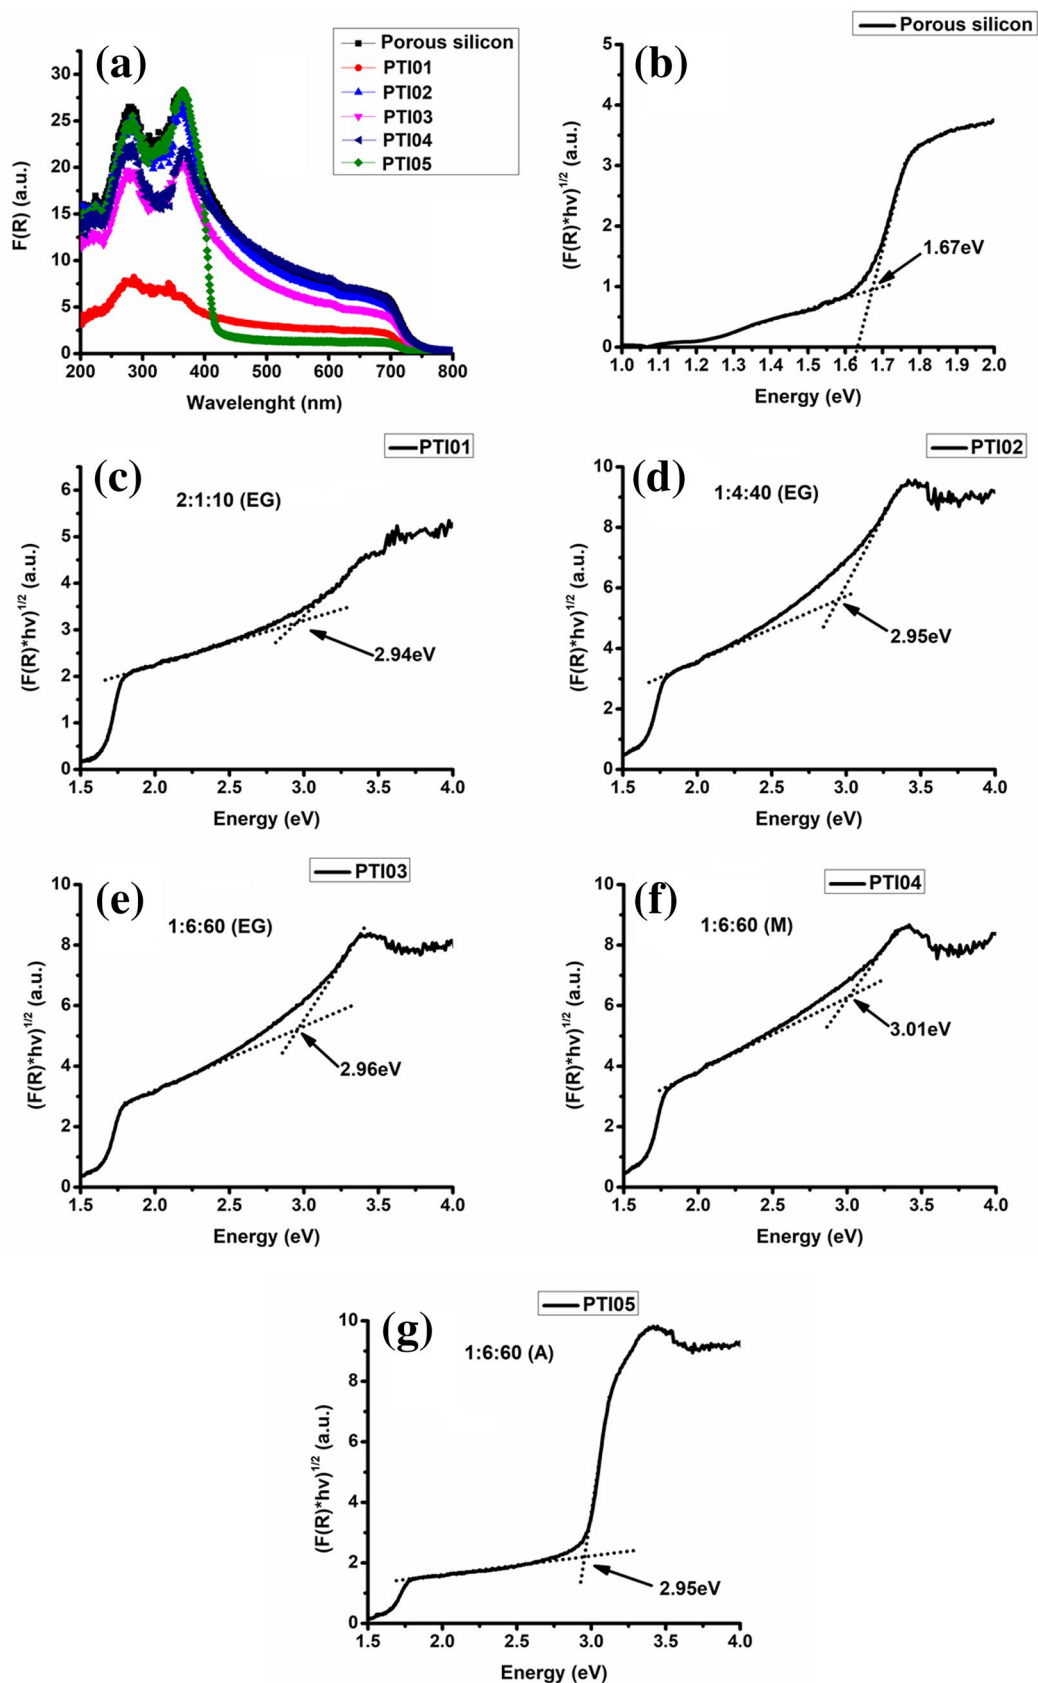 (a)
Porous silicon
PTI01
PTI02
PTI03
PTI04
PTI05
F(R) (a.u.)
30
25
20
15
10
5
0
200 300 400 500 600 700 800
Wavelenght (nm)
(b)
Porous silicon
(F(R)*hv)^1/2 (a.u.)
5
4
3
2
1
0
1.67eV
1.0 1.1 1.2 1.3 1.4 1.5 1.6 1.7 1.8 1.9 2.0
Energy (eV)
(c)
PTI01
2:1:10 (EG)
(F(R)*hv)^1/2 (a.u.)
6
5
4
3
2
1
0
2.94eV
1.5 2.0 2.5 3.0 3.5 4.0
Energy (eV)
(d)
PTI02
1:4:40 (EG)
(F(R)*hv)^1/2 (a.u.)
10
8
6
4
2
0
2.95eV
1.5 2.0 2.5 3.0 3.5 4.0
Energy (eV)
(e)
PTI03
1:6:60 (EG)
(F(R)*hv)^1/2 (a.u.)
10
8
6
4
2
0
2.96eV
1.5 2.0 2.5 3.0 3.5 4.0
Energy (eV)
(f)
PTI04
1:6:60 (M)
(F(R)*hv)^1/2 (a.u.)
10
8
6
4
2
0
3.01eV
1.5 2.0 2.5 3.0 3.5 4.0
Energy (eV)
(g)
PTI05
1:6:60 (A)
(F(R)*hv)^1/2 (a.u.)
10
8
6
4
2
0
2.95eV
1.5 2.0 2.5 3.0 3.5 4.0
Energy (eV)